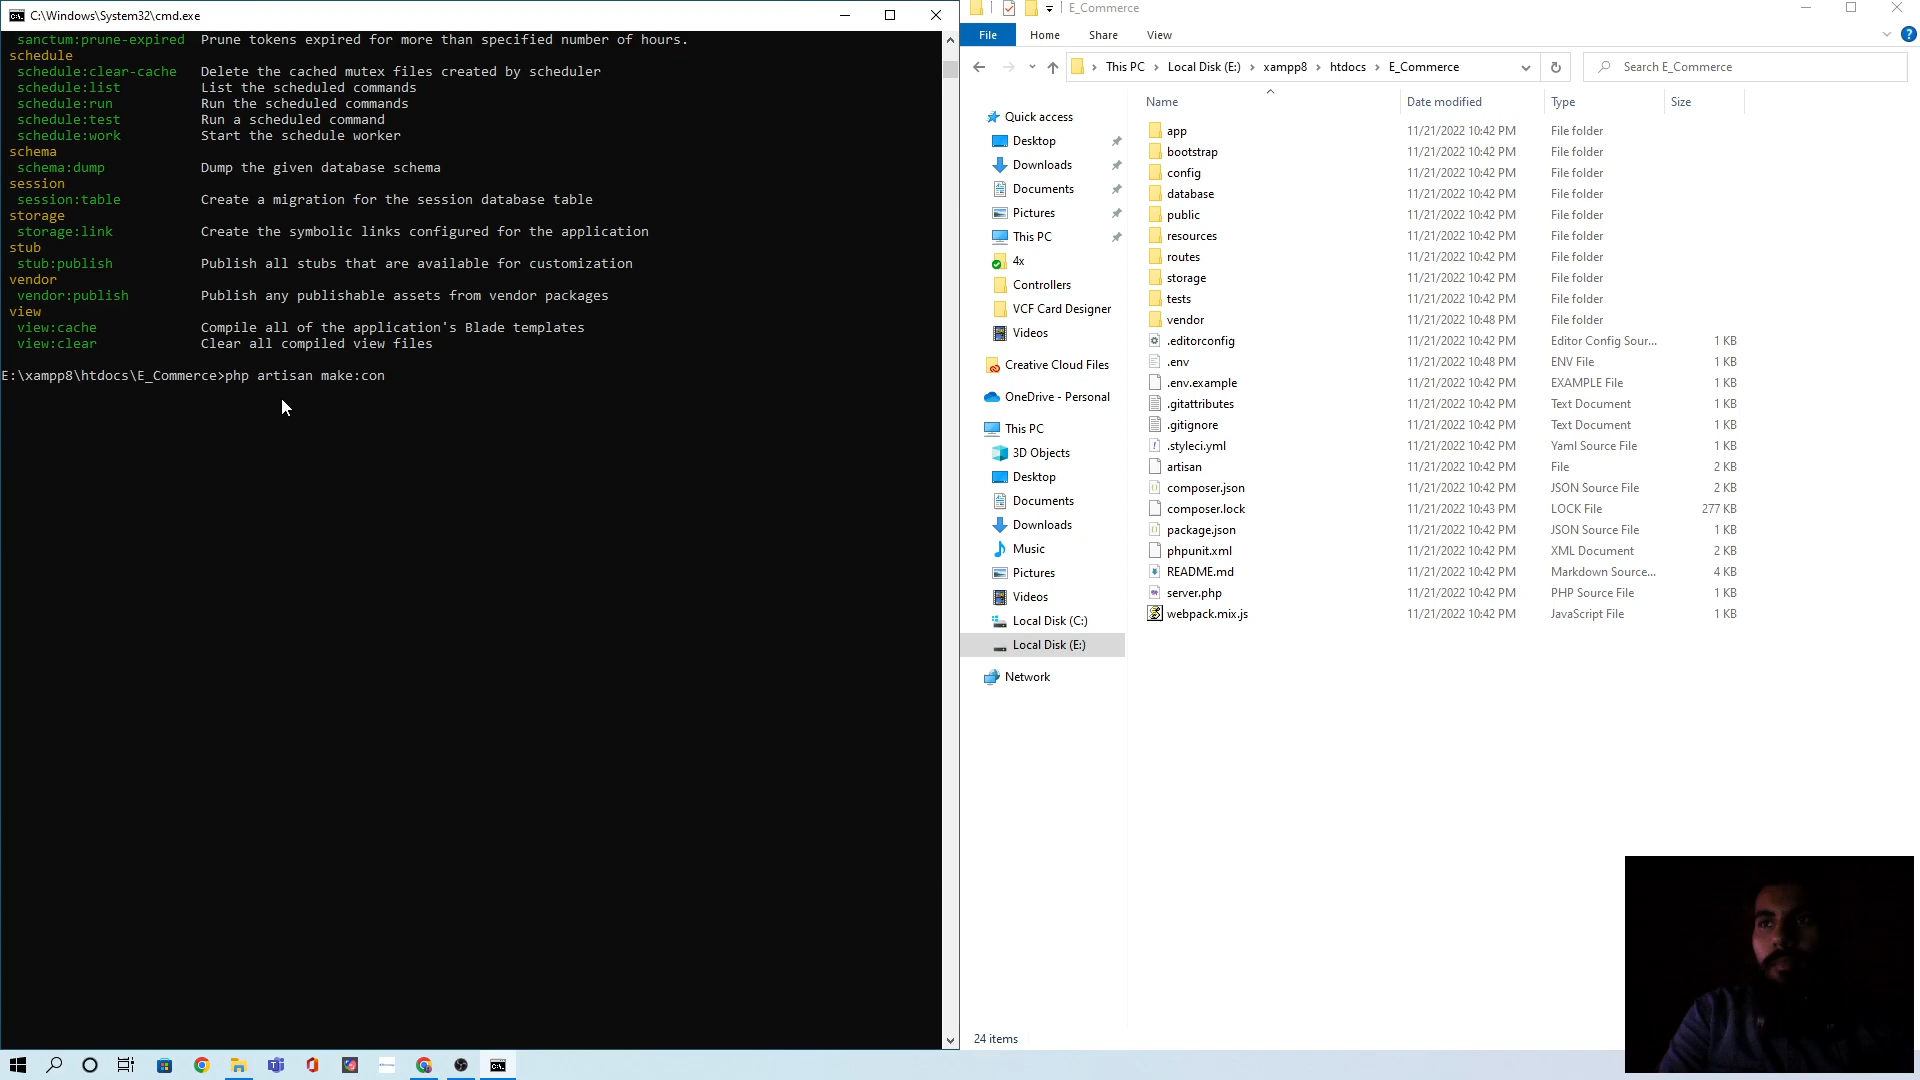 C:\Windows\System32\cmd.exe
sanctum:prune-expired Prune tokens expired for more than specified number of hours.
schedule
schedule:clear-cache Delete the cached mutex files created by scheduler
schedule:list List the scheduled commands
schedule:run Run the scheduled commands
schedule:test Run a scheduled command
schedule:work Start the schedule worker
schema
schema:dump Dump the given database schema
session
session:table Create a migration for the session database table
storage
storage:link Create the symbolic links configured for the application
stub
stub:publish Publish all stubs that are available for customization
vendor
vendor:publish Publish any publishable assets from vendor packages
view
view:cache Compile all of the application's Blade templates
view:clear Clear all compiled view files
E:\xampp8\htdocs\E_Commerce>php artisan make:con
E_Commerce
File Home Share View
This PC Local Disk (E:) xampp8 htdocs E_Commerce
Search E_Commerce
Quick access
Desktop
Downloads
Documents
Pictures
This PC
4x
Controllers
VCF Card Designer
Videos
Creative Cloud Files
OneDrive - Personal
This PC
3D Objects
Desktop
Documents
Downloads
Music
Pictures
Videos
Local Disk (C:)
Local Disk (E:)
Network
Name Date modified Type Size
app 11/21/2022 10:42 PM File folder
bootstrap 11/21/2022 10:42 PM File folder
config 11/21/2022 10:42 PM File folder
database 11/21/2022 10:42 PM File folder
public 11/21/2022 10:42 PM File folder
resources 11/21/2022 10:42 PM File folder
routes 11/21/2022 10:42 PM File folder
storage 11/21/2022 10:42 PM File folder
tests 11/21/2022 10:42 PM File folder
vendor 11/21/2022 10:48 PM File folder
.editorconfig 11/21/2022 10:42 PM Editor Config Sour... 1 KB
.env 11/21/2022 10:48 PM ENV File 1 KB
.env.example 11/21/2022 10:42 PM EXAMPLE File 1 KB
.gitattributes 11/21/2022 10:42 PM Text Document 1 KB
.gitignore 11/21/2022 10:42 PM Text Document 1 KB
.styleci.yml 11/21/2022 10:42 PM Yaml Source File 1 KB
artisan 11/21/2022 10:42 PM File 2 KB
composer.json 11/21/2022 10:42 PM JSON Source File 2 KB
composer.lock 11/21/2022 10:43 PM LOCK File 277 KB
package.json 11/21/2022 10:42 PM JSON Source File 1 KB
phpunit.xml 11/21/2022 10:42 PM XML Document 2 KB
README.md 11/21/2022 10:42 PM Markdown Source... 4 KB
server.php 11/21/2022 10:42 PM PHP Source File 1 KB
webpack.mix.js 11/21/2022 10:42 PM JavaScript File 1 KB
24 items